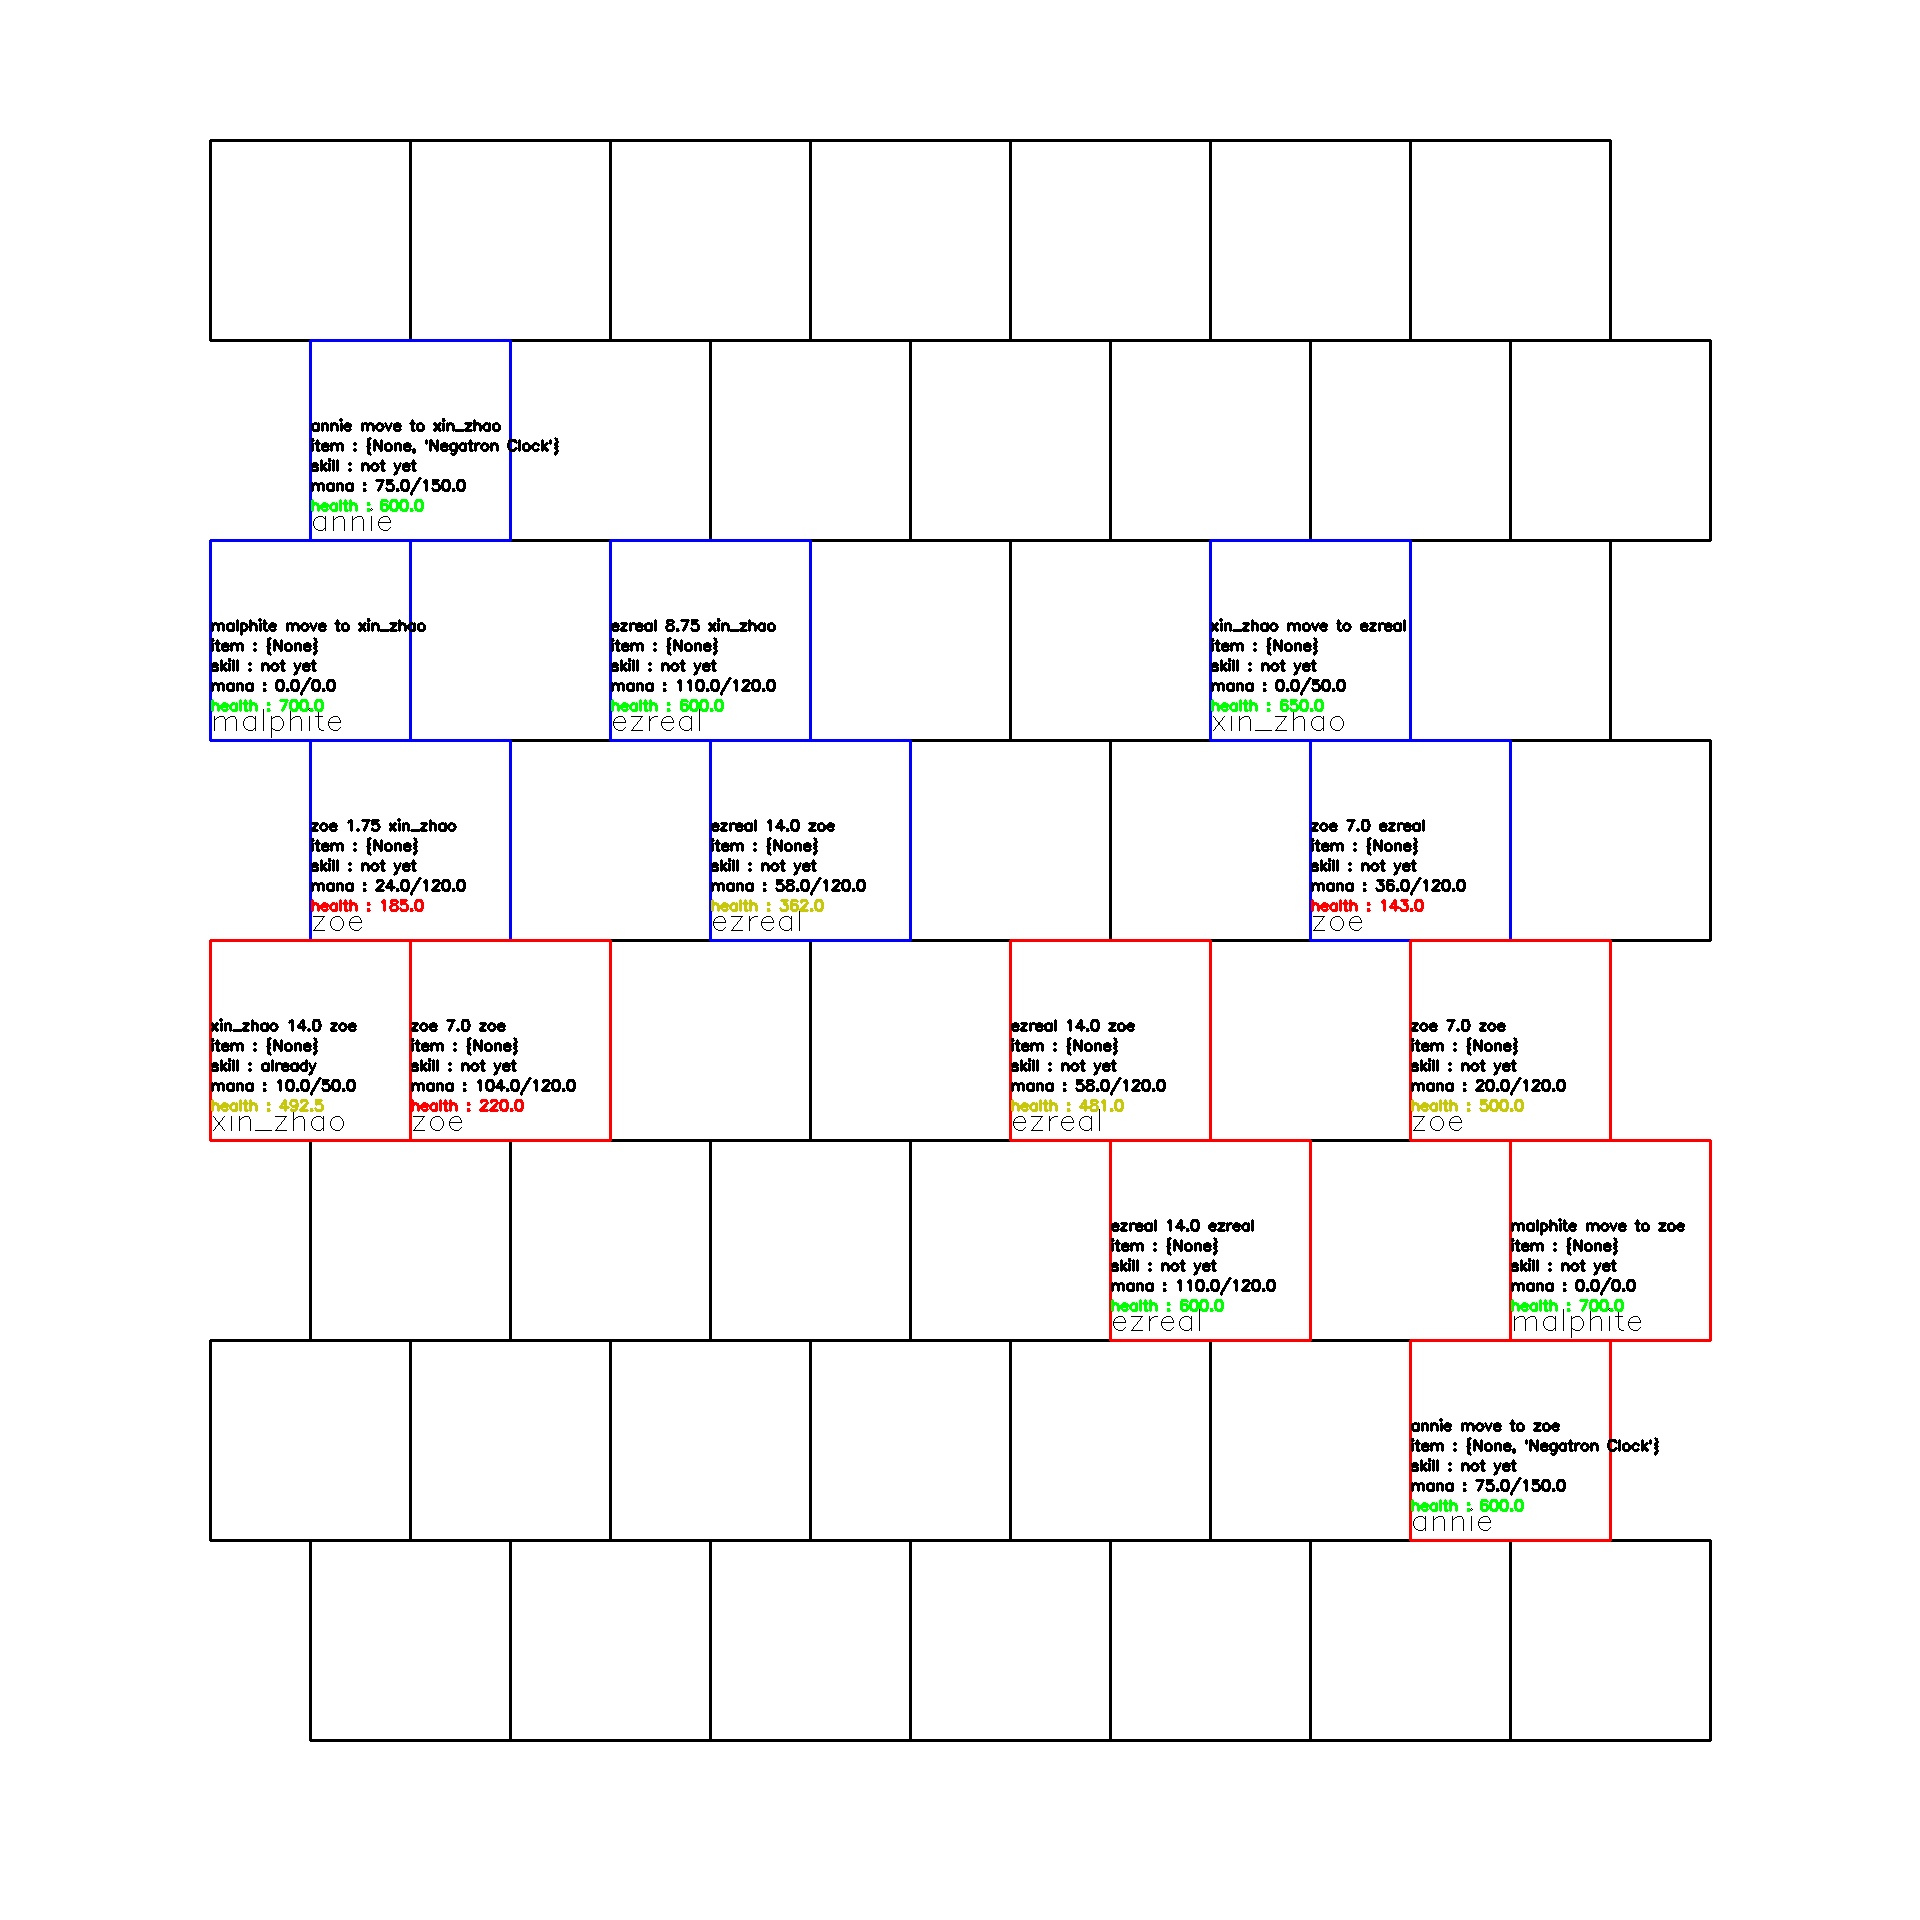 annie move to xin_zhao
item : {None, 'Negatron Clock'}
skill : not yet
mana : 75.0/150.0
health : 600.0
annie
malphite move to xin_zhao
item : {None}
skill : not yet
mana : 0.0/0.0
health : 700.0
malphite
ezreal 8.75 xin_zhao
item : {None}
skill : not yet
mana : 110.0/120.0
health : 600.0
ezreal
xin_zhao move to ezreal
item : {None}
skill : not yet
mana : 0.0/50.0
health : 650.0
xin_zhao
zoe 1.75 xin_zhao
item : {None}
skill : not yet
mana : 24.0/120.0
health : 185.0
zoe
ezreal 14.0 zoe
item : {None}
skill : not yet
mana : 58.0/120.0
health : 362.0
ezreal
zoe 7.0 ezreal
item : {None}
skill : not yet
mana : 36.0/120.0
health : 143.0
zoe
xin_zhao 14.0 zoe
item : {None}
skill : already
mana : 10.0/50.0
health : 492.5
xin_zhao
zoe 7.0 zoe
item : {None}
skill : not yet
mana : 104.0/120.0
health : 220.0
zoe
ezreal 14.0 zoe
item : {None}
skill : not yet
mana : 58.0/120.0
health : 481.0
ezreal
zoe 7.0 zoe
item : {None}
skill : not yet
mana : 20.0/120.0
health : 500.0
zoe
ezreal 14.0 ezreal
item : {None}
skill : not yet
mana : 110.0/120.0
health : 600.0
ezreal
malphite move to zoe
item : {None}
skill : not yet
mana : 0.0/0.0
health : 700.0
malphite
annie move to zoe
item : {None, 'Negatron Clock'}
skill : not yet
mana : 75.0/150.0
health : 600.0
annie